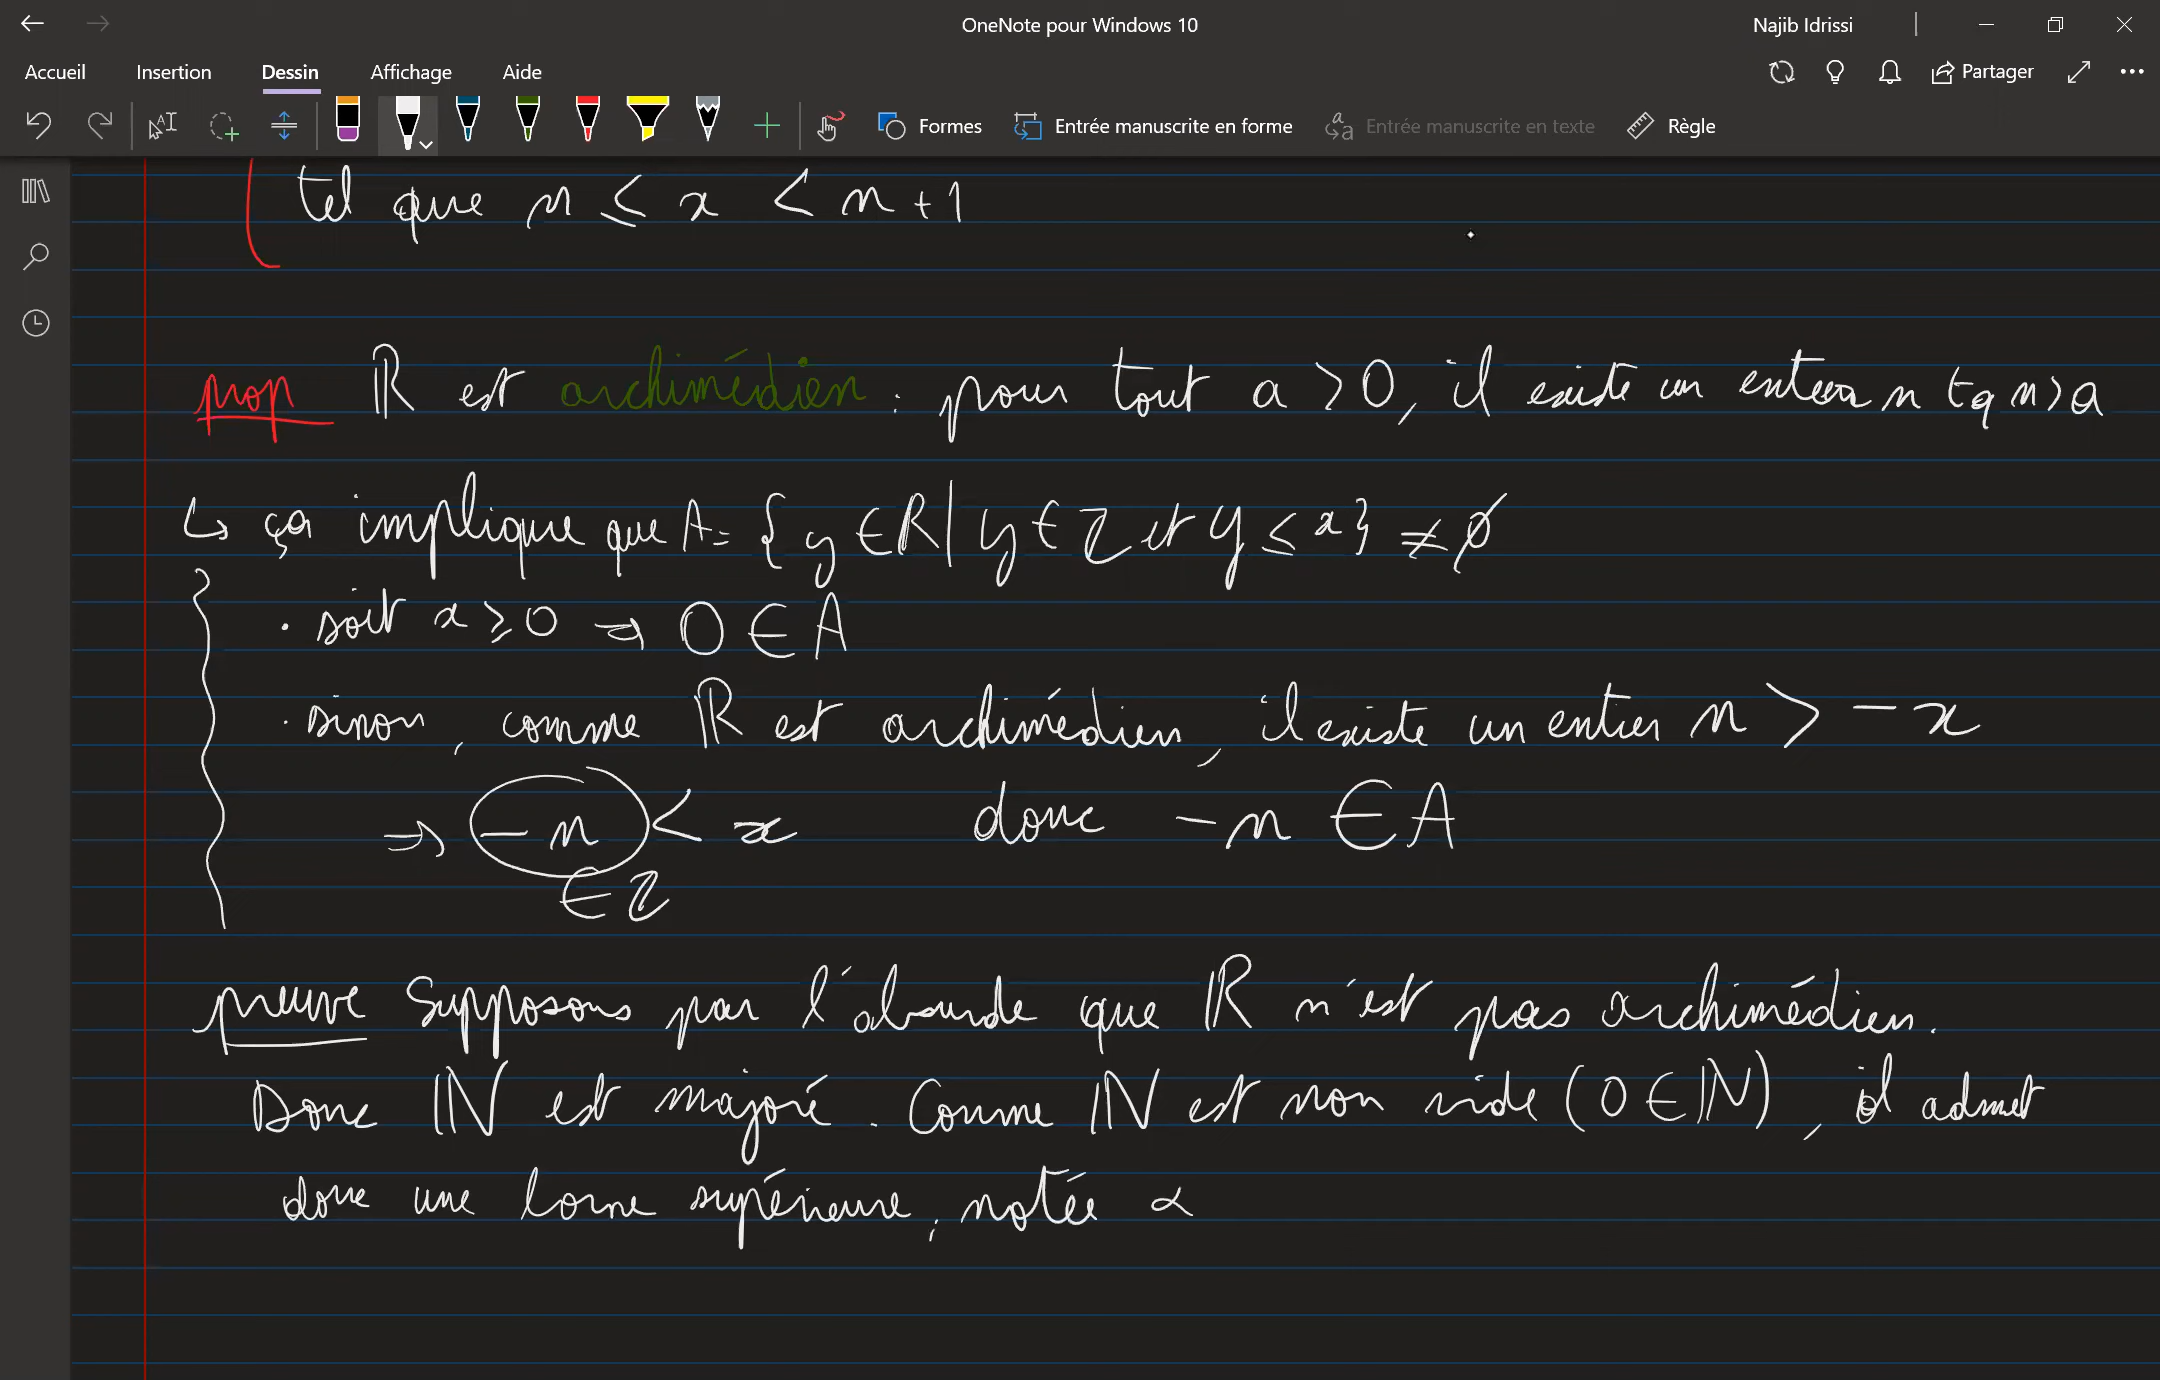 OneNote pour Windows 10
Najib Idrissi
Accueil Insertion Dessin Affichage Aide
Partager
Formes Entrée manuscrite en forme Entrée manuscrite en texte Règle
tel que n ≤ x < n+1
prop ℝ est archimédien : pour tout a > 0, il existe un entier n tq n > a
↳ ça implique que A = { y ∈ R | y ∈ ℤ et y ≤ x } ≠ ∅
· soit x ≥ 0 → 0 ∈ A
· sinon, comme ℝ est archimédien, il existe un entier n > -x
⇒ -n < x donc -n ∈ A
∈ ℤ
preuve Supposons par l'absurde que ℝ n'est pas archimédien.
Donc ℕ est majoré. Comme ℕ est non vide (0 ∈ ℕ), il admet
donc une borne supérieure, notée α